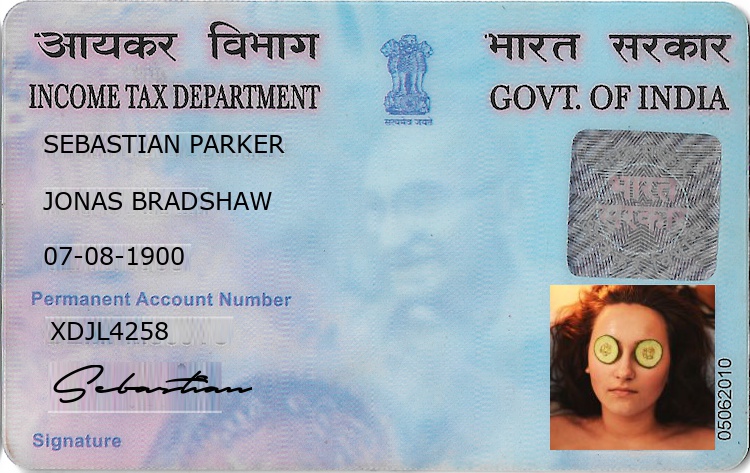 आयकर विभाग
भारत सरकार
INCOME TAX DEPARTMENT
GOVT. OF INDIA
सत्यमेव जयते
SEBASTIAN PARKER
JONAS BRADSHAW
07-08-1900
भारत सरकार
Permanent Account Number
XDJL4258
Sebastian
Signature
05062010